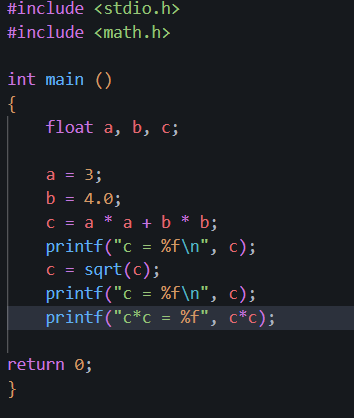 #include <stdio.h>
#include <math.h>

int main ()
{
    float a, b, c;

    a = 3;
    b = 4.0;
    c = a * a + b * b;
    printf("c = %f\n", c);
    c = sqrt(c);
    printf("c = %f\n", c);
    printf("c*c = %f", c*c);

return 0;
}